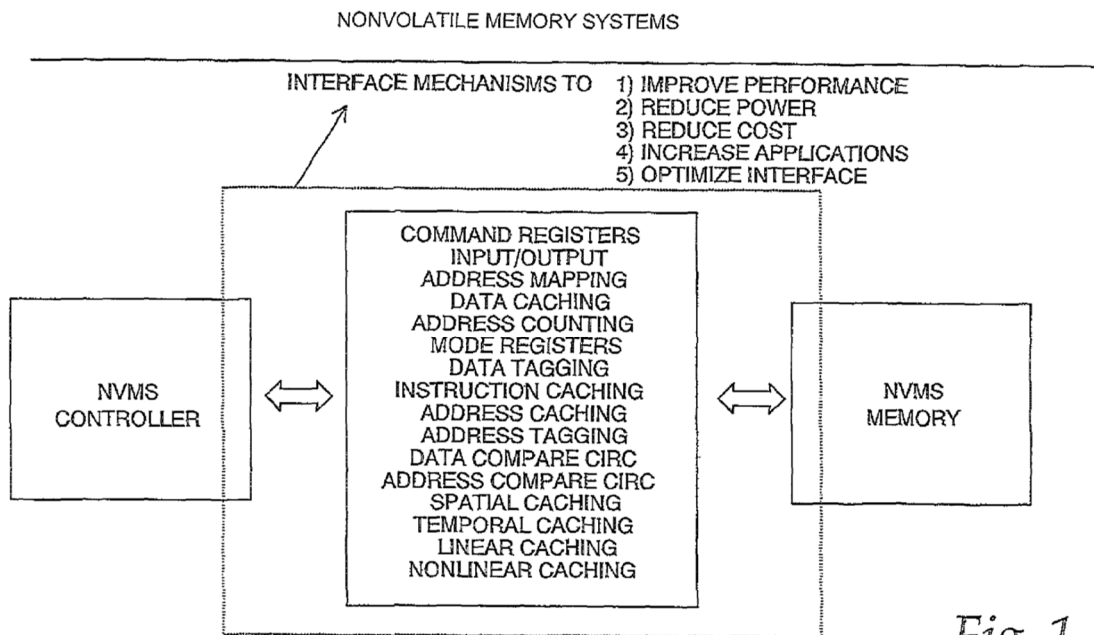 NONVOLATILE MEMORY SYSTEMS
INTERFACE MECHANISMS TO
1) IMPROVE PERFORMANCE
2) REDUCE POWER
3) REDUCE COST
4) INCREASE APPLICATIONS
5) OPTIMIZE INTERFACE
NVMS
CONTROLLER
COMMAND REGISTERS
INPUT/OUTPUT
ADDRESS MAPPING
DATA CACHING
ADDRESS COUNTING
MODE REGISTERS
DATA TAGGING
INSTRUCTION CACHING
ADDRESS CACHING
ADDRESS TAGGING
DATA COMPARE CIRC
ADDRESS COMPARE CIRC
SPATIAL CACHING
TEMPORAL CACHING
LINEAR CACHING
NONLINEAR CACHING
NVMS
MEMORY
Fig. 1